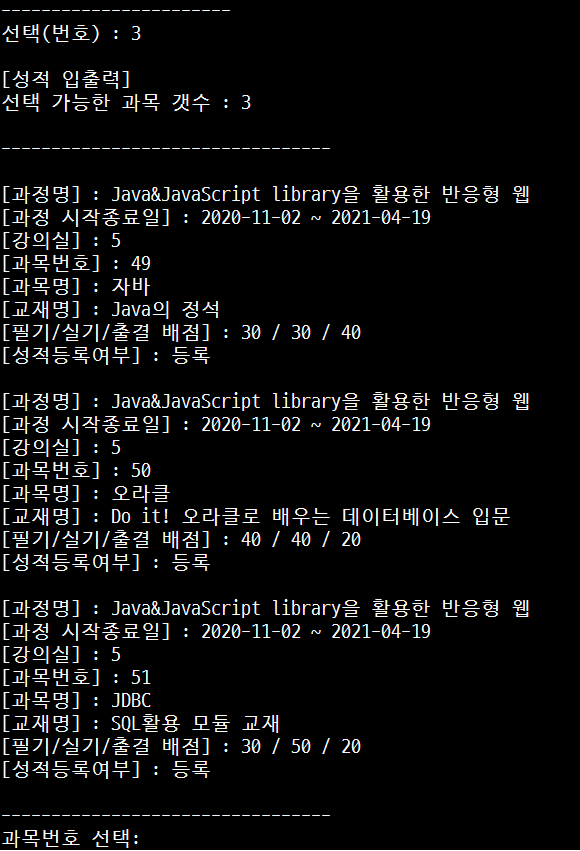 -----------------------
선택(번호) : 3
[성적 입출력]
선택 가능한 과목 갯수 : 3
---------------------------------
[과정명] : Java&JavaScript library을 활용한 반응형 웹
[과정 시작종료일] : 2020-11-02 ~ 2021-04-19
[강의실] : 5
[과목번호] : 49
[과목명] : 자바
[교재명] : Java의 정석
[필기/실기/출결 배점] : 30 / 30 / 40
[성적등록여부] : 등록
[과정명] : Java&JavaScript library을 활용한 반응형 웹
[과정 시작종료일] : 2020-11-02 ~ 2021-04-19
[강의실] : 5
[과목번호] : 50
[과목명] : 오라클
[교재명] : Do it! 오라클로 배우는 데이터베이스 입문
[필기/실기/출결 배점] : 40 / 40 / 20
[성적등록여부] : 등록
[과정명] : Java&JavaScript library을 활용한 반응형 웹
[과정 시작종료일] : 2020-11-02 ~ 2021-04-19
[강의실] : 5
[과목번호] : 51
[과목명] : JDBC
[교재명] : SQL활용 모듈 교재
[필기/실기/출결 배점] : 30 / 50 / 20
[성적등록여부] : 등록
---------------------------------
과목번호 선택: